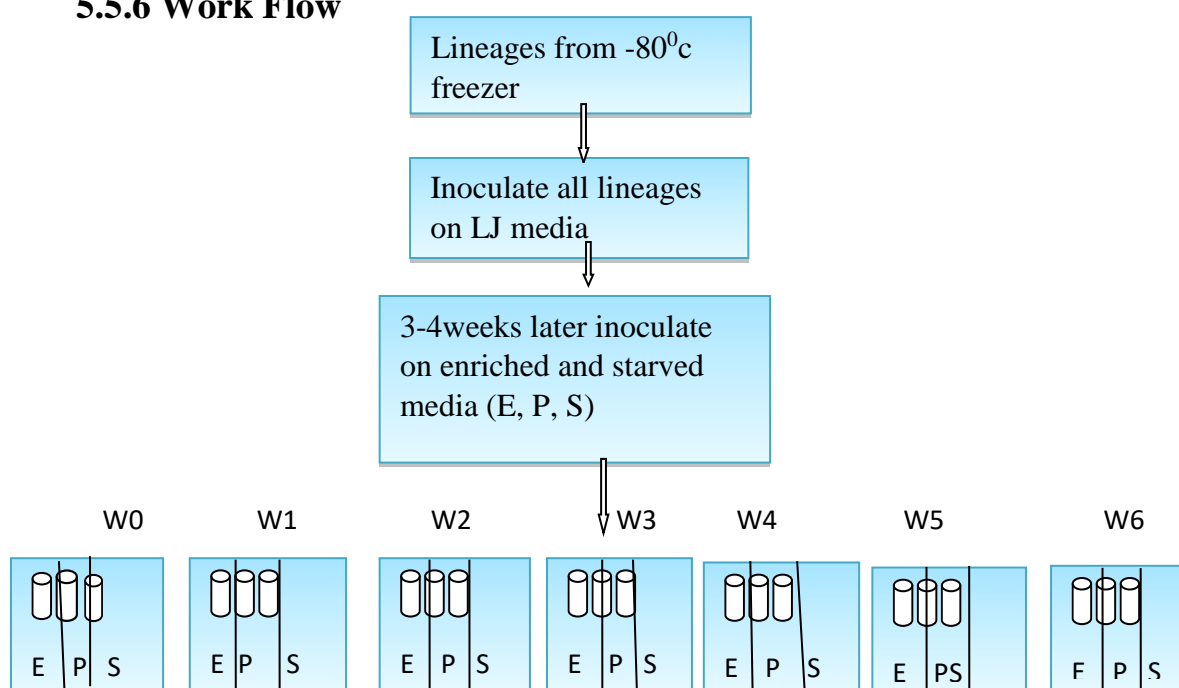 5.5.6 Work Flow
Lineages from -80⁰c
freezer
Inoculate all lineages
on LJ media
3-4weeks later inoculate
on enriched and starved
media (E, P, S)
W0 W1 W2 W3 W4 W5 W6
E P S E P S E P S E P S E P S E PS E P S